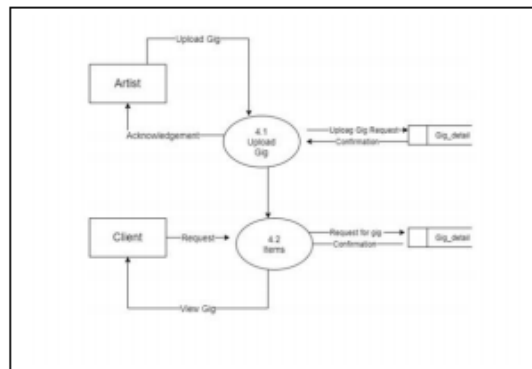 Upload Gig
Artist
4.1
Upload
Gig
Acknowledgement
Upload Gig Request
Confirmation
Gig_detail
Client
Request
4.2
Items
Request for gig
Confirmation
Gig_detail
View Gig